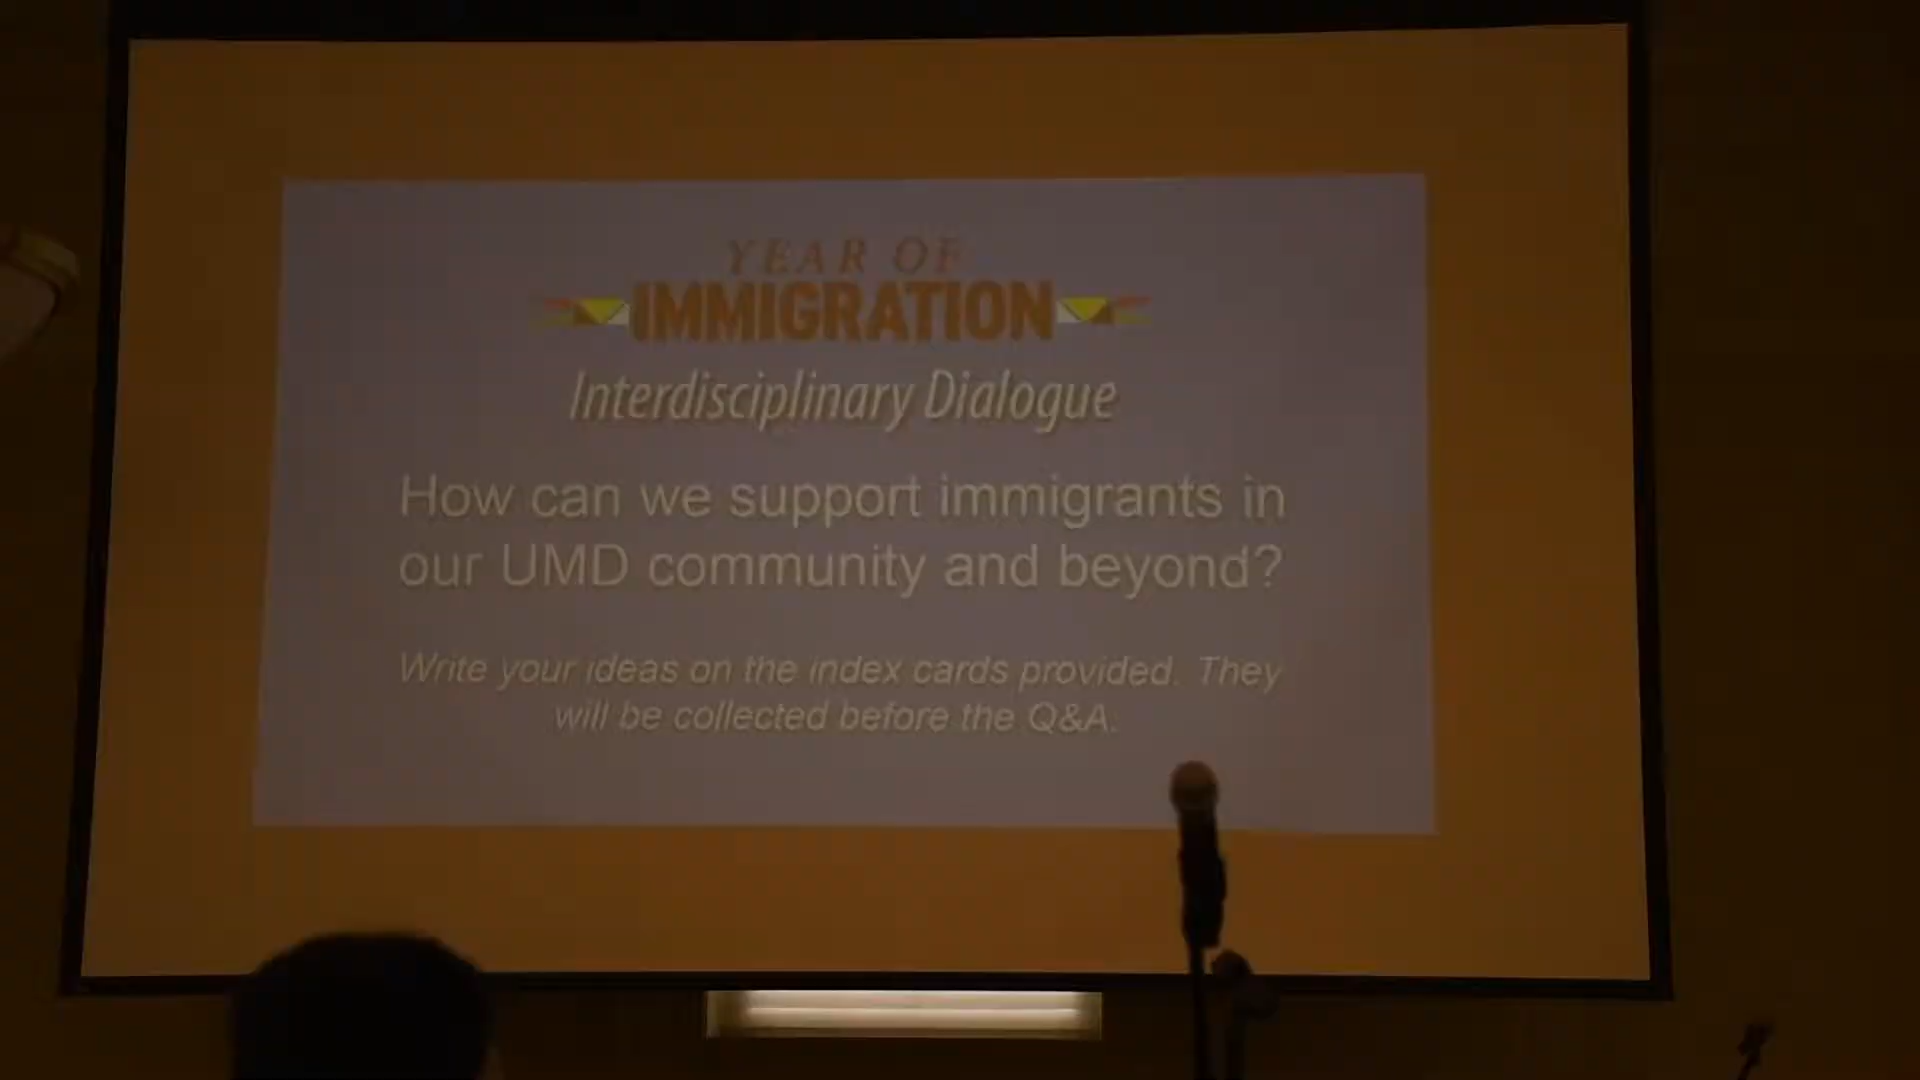 YEAR OF
IMMIGRATION
Interdisciplinary Dialogue
How can we support immigrants in
our UMD community and beyond?
Write your ideas on the index cards provided. They
will be collected before the Q&A.